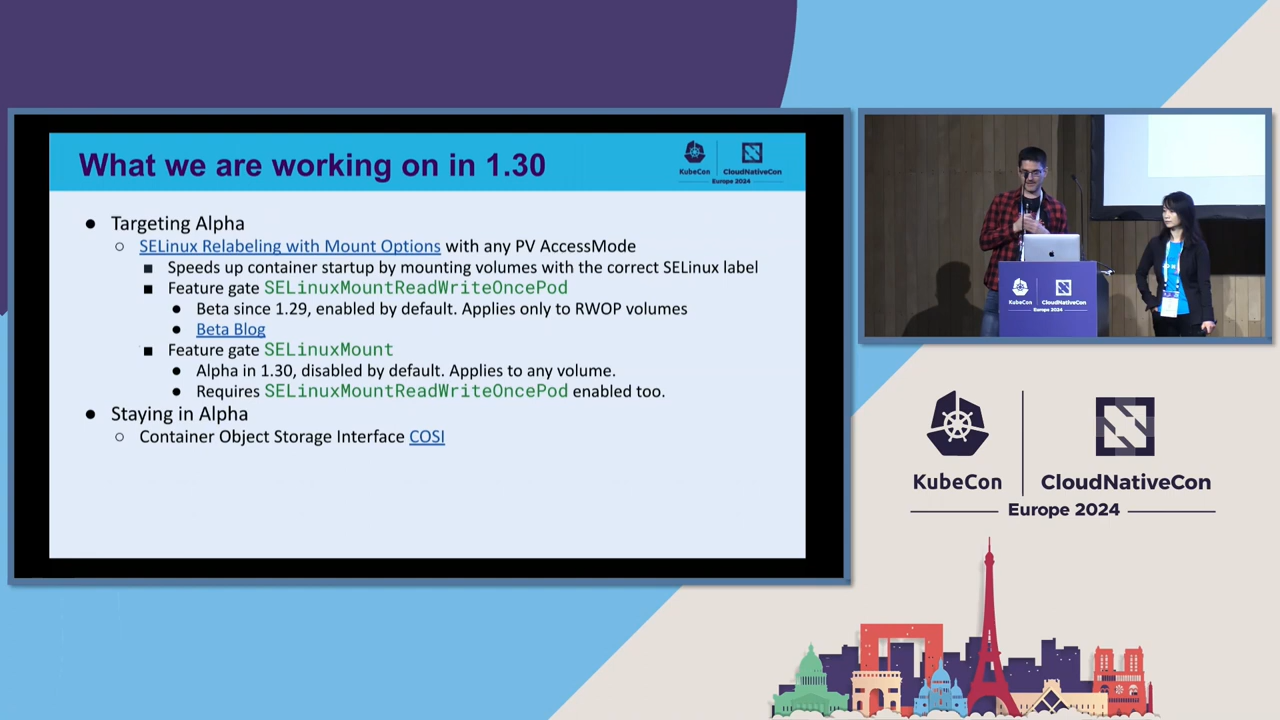 What we are working on in 1.30
KubeCon
CloudNativeCon
Europe 2024
● Targeting Alpha
○ SELinux Relabeling with Mount Options with any PV AccessMode
■ Speeds up container startup by mounting volumes with the correct SELinux label
■ Feature gate SELinuxMountReadWriteOncePod
● Beta since 1.29, enabled by default. Applies only to RWOP volumes
● Beta Blog
■ Feature gate SELinuxMount
● Alpha in 1.30, disabled by default. Applies to any volume.
● Requires SELinuxMountReadWriteOncePod enabled too.
● Staying in Alpha
○ Container Object Storage Interface COSI
KubeCon
CloudNativeCon
Europe 2024
KubeCon
CloudNativeCon
Europe 2024